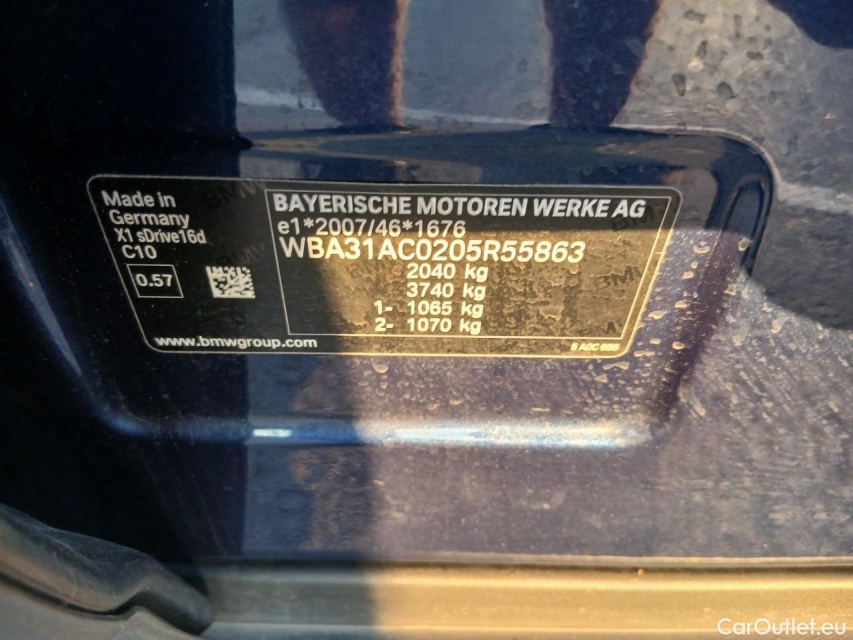 Made in
Germany
X1 sDrive16d
C10
0.57
www.bmwgroup.com
BAYERISCHE MOTOREN WERKE AG
e1*2007/46*1676
WBA31AC0205R55863
2040 kg
3740 kg
1- 1065 kg
2- 1070 kg
CarOutlet.eu